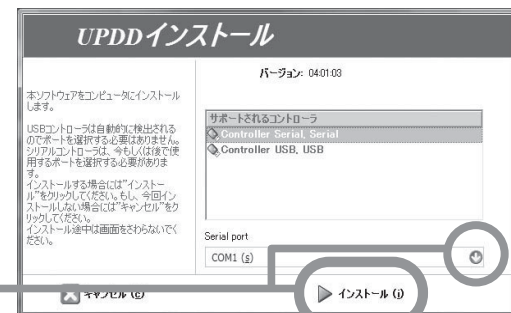 UPDDインストール
バージョン: 04.01.03
本ソフトウェアをコンピュータにインストール
します。
USBコントローラは自動的に検出される
のでポートを選択する必要はありません。
シリアルコントローラは、今もしくは後で使
用するポートを選択する必要がありま
す。
インストールする場合には"インストー
ル"をクリックしてください。もし、今回イン
ストールしない場合には"キャンセル"をク
リックしてください。
インストール途中は画面をさわらないでく
ださい。
サポートされるコントローラ
Controller Serial, Serial
Controller USB, USB
Serial port
COM1 (s)
キャンセル (c)
インストール (i)